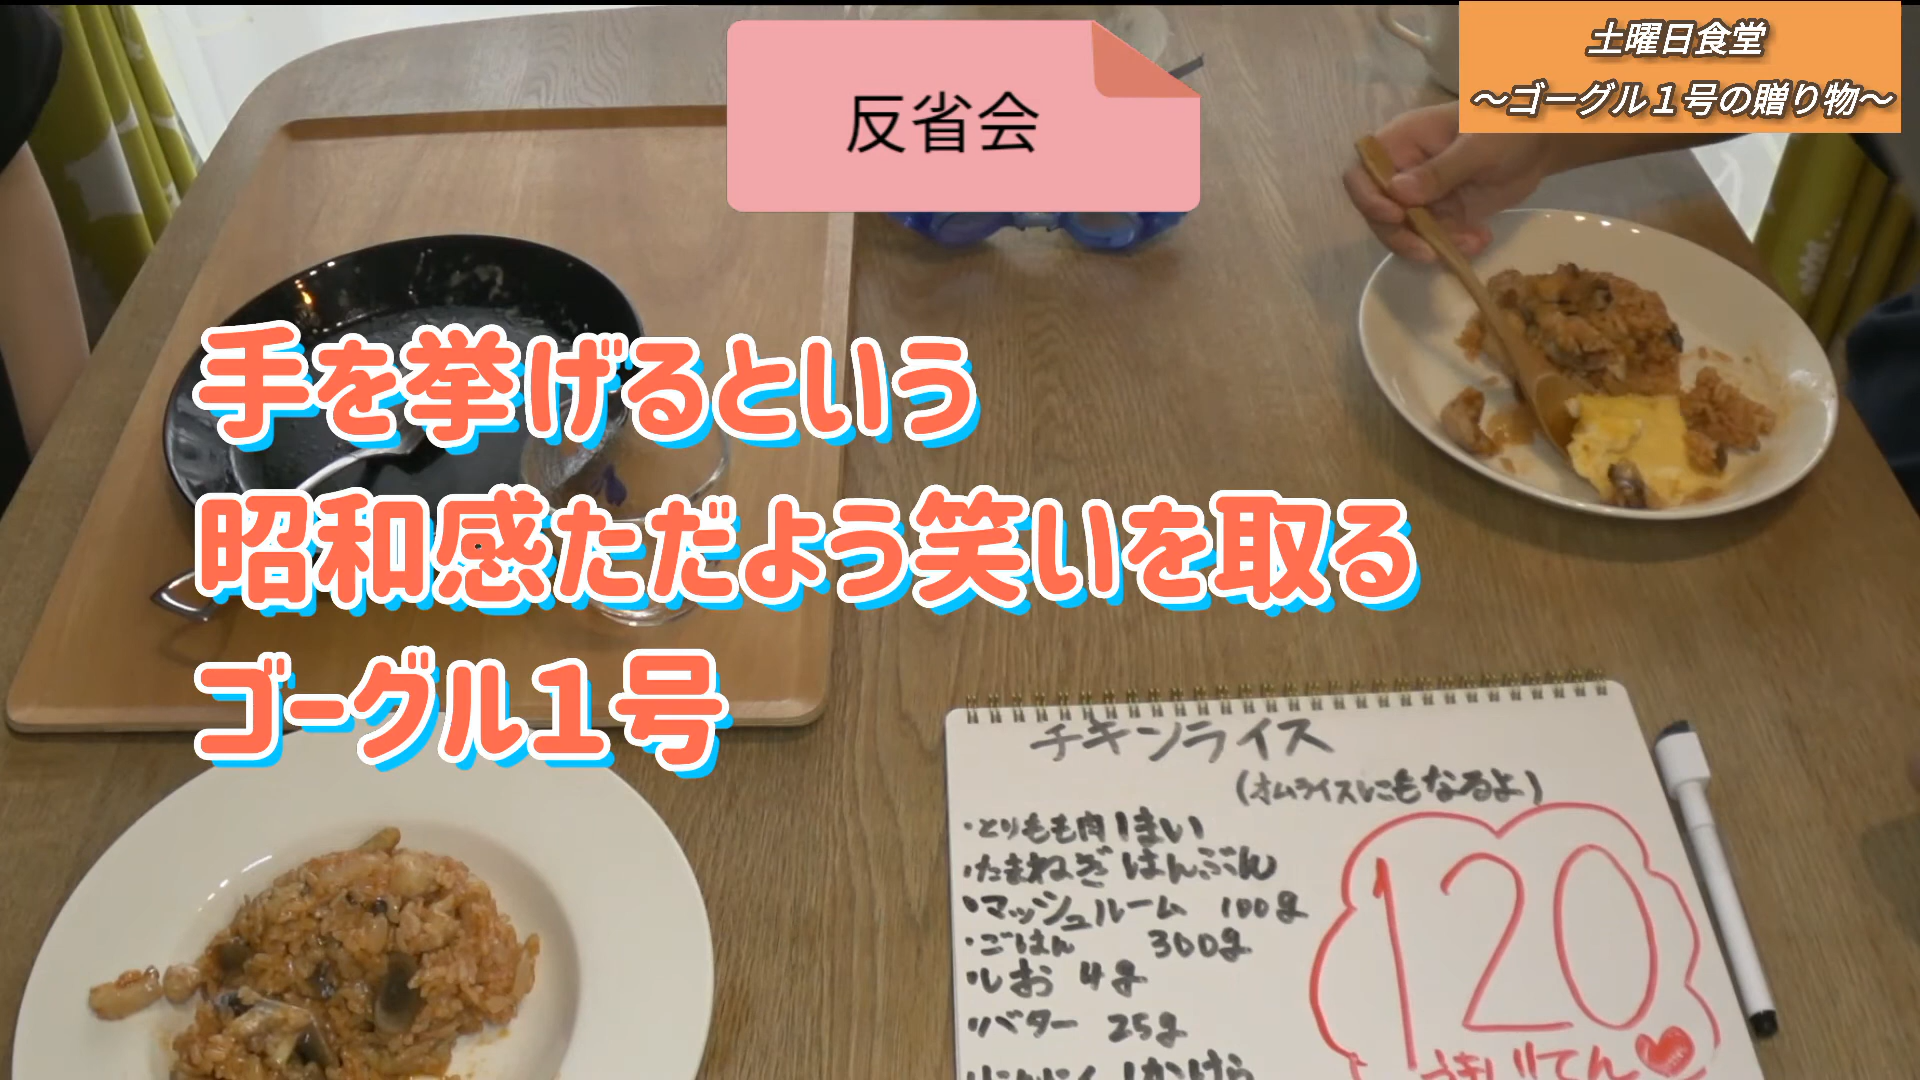 土曜日食堂
～ゴーグル１号の贈り物～
反省会
手を挙げるという
昭和感ただよう笑いを取る
ゴーグル１号
チキンライス
(オムライスにもなるよ)
・とりもも肉 1まい
・たまねぎ はんぶん
・マッシュルーム 100g
・ごはん 300g
・しお 4g
・バター 25g
120